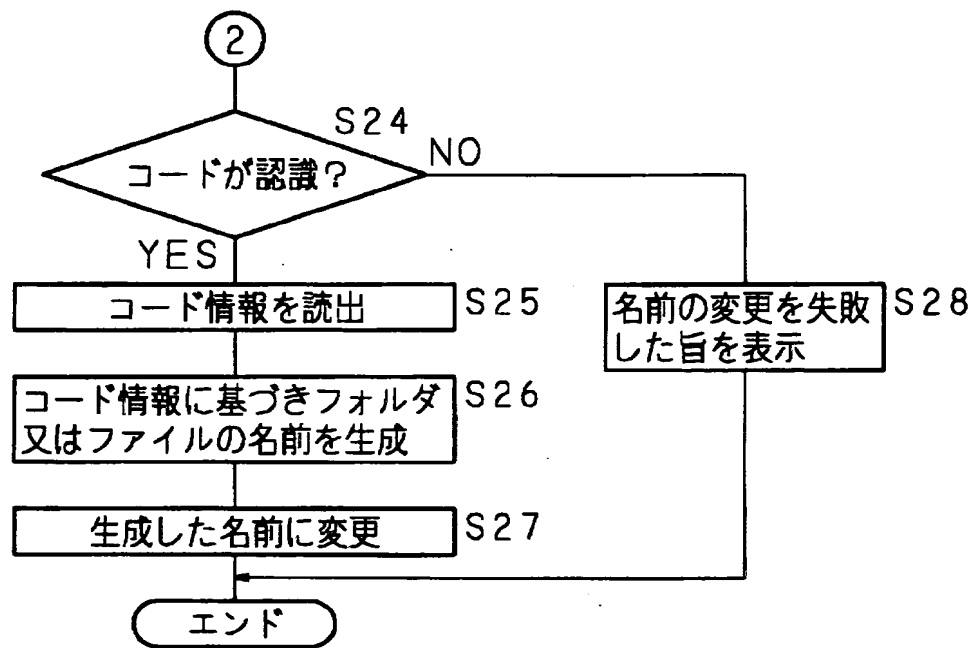 2
S24
コードが認識?
NO
YES
コード情報を読出
S25
名前の変更を失敗
した旨を表示
S28
コード情報に基づきフォルダ
又はファイルの名前を生成
S26
生成した名前に変更
S27
エンド